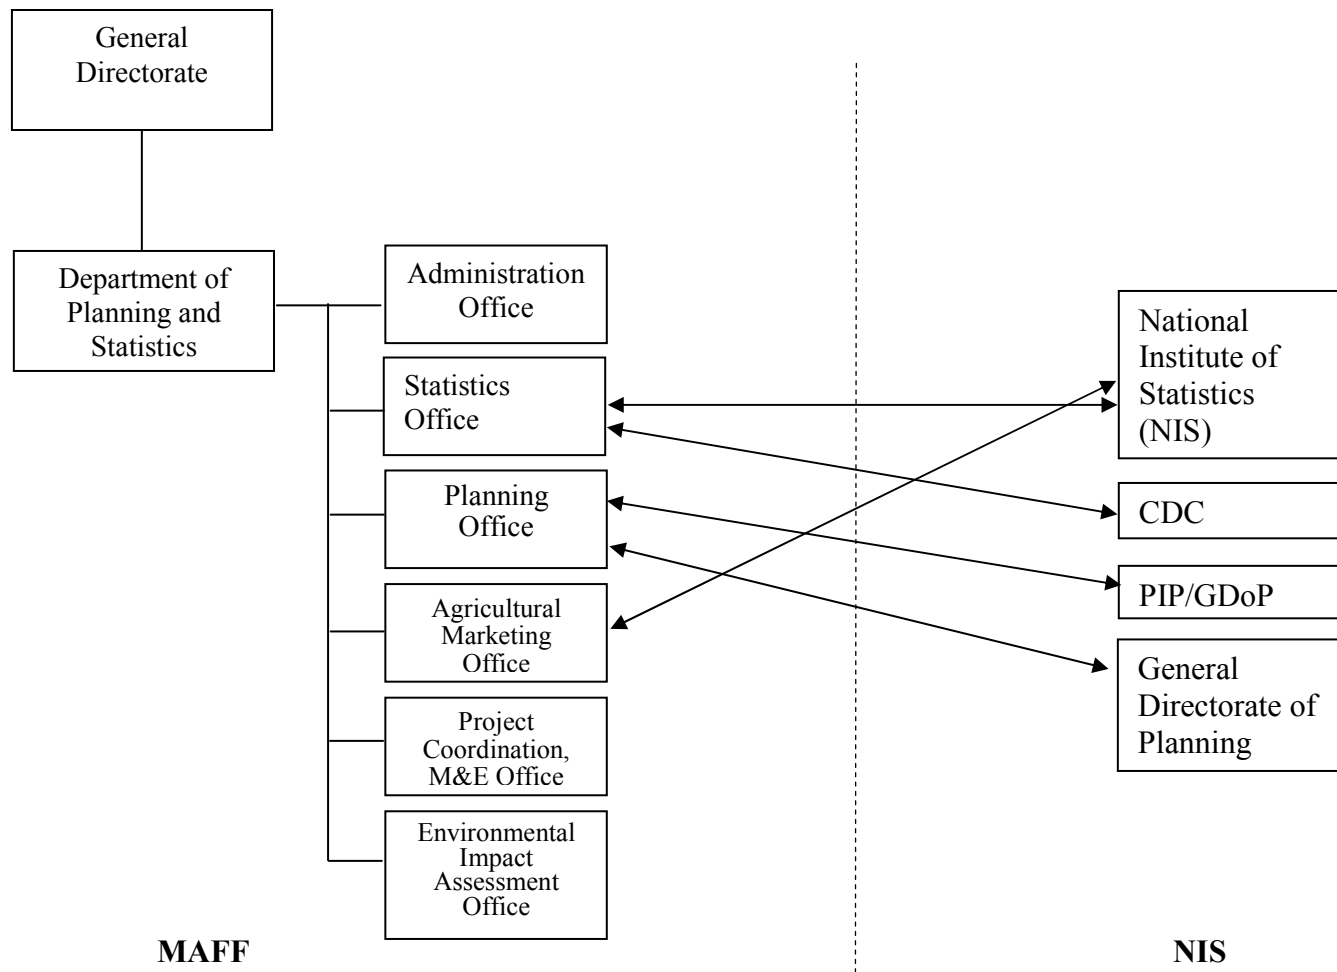 General
Directorate
Department of
Planning and
Statistics
Administration
Office
Statistics
Office
Planning
Office
Agricultural
Marketing
Office
Project
Coordination,
M&E Office
Environmental
Impact
Assessment
Office
National
Institute of
Statistics
(NIS)
CDC
PIP/GDoP
General
Directorate of
Planning
MAFF
NIS